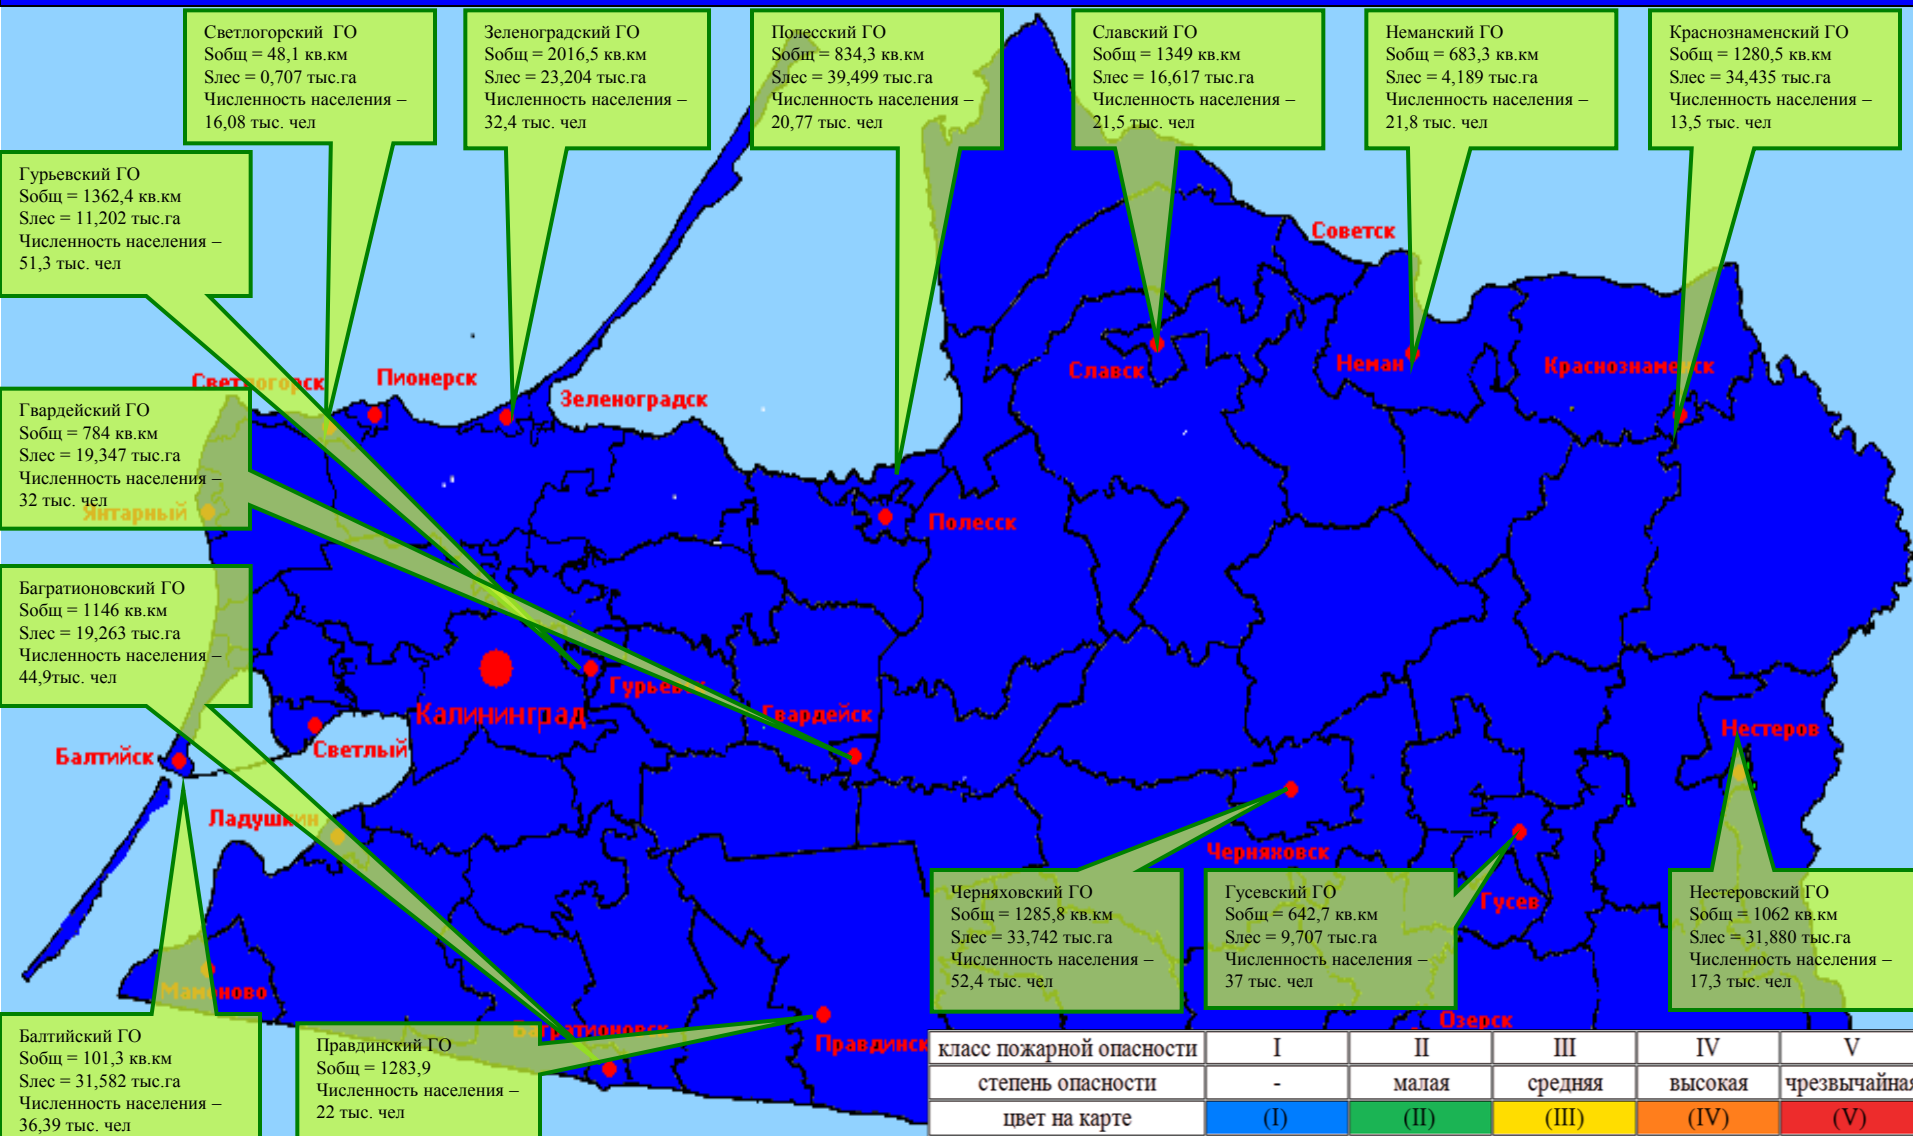 Светлогорский  ГО
Sобщ = 48,1 кв.км
Sлес = 0,707 тыс.га
Численность населения –
16,08 тыс. чел
Зеленоградский ГО
Sобщ = 2016,5 кв.км
Sлес = 23,204 тыс.га
Численность населения –
32,4 тыс. чел
Полесский ГО
Sобщ = 834,3 кв.км
Sлес = 39,499 тыс.га
Численность населения –
20,77 тыс. чел
Славский ГО
Sобщ = 1349 кв.км
Sлес = 16,617 тыс.га
Численность населения –
21,5 тыс. чел
Неманский ГО
Sобщ = 683,3 кв.км
Sлес = 4,189 тыс.га
Численность населения –
21,8 тыс. чел
Краснознаменский ГО
Sобщ = 1280,5 кв.км
Sлес = 34,435 тыс.га
Численность населения –
13,5 тыс. чел
Гурьевский ГО
Sобщ = 1362,4 кв.км
Sлес = 11,202 тыс.га
Численность населения –
51,3 тыс. чел
Советск
Светлогорск
Пионерск
Зеленоградск
Славск
Неман
Краснознаменск
Гвардейский ГО
Sобщ = 784 кв.км
Sлес = 19,347 тыс.га
Численность населения –
32 тыс. чел
Янтарный
Полесск
Багратионовский ГО
Sобщ = 1146 кв.км
Sлес = 19,263 тыс.га
Численность населения –
44,9тыс. чел
Гурьевск
Калининград
Гвардейск
Нестеров
Балтийск
Светлый
Ладушкин
Черняховск
Гусев
Черняховский ГО
Sобщ = 1285,8 кв.км
Sлес = 33,742 тыс.га
Численность населения –
52,4 тыс. чел
Гусевский ГО
Sобщ = 642,7 кв.км
Sлес = 9,707 тыс.га
Численность населения –
37 тыс. чел
Нестеровский ГО
Sобщ = 1062 кв.км
Sлес = 31,880 тыс.га
Численность населения –
17,3 тыс. чел
Мамоново
Багратионовск
Правдинск
Озерск
Балтийский ГО
Sобщ = 101,3 кв.км
Sлес = 31,582 тыс.га
Численность населения –
36,39 тыс. чел
Правдинский ГО
Sобщ = 1283,9
Численность населения –
22 тыс. чел
класс пожарной опасности I II III IV V
степень опасности - малая средняя высокая чрезвычайная
цвет на карте (I) (II) (III) (IV) (V)